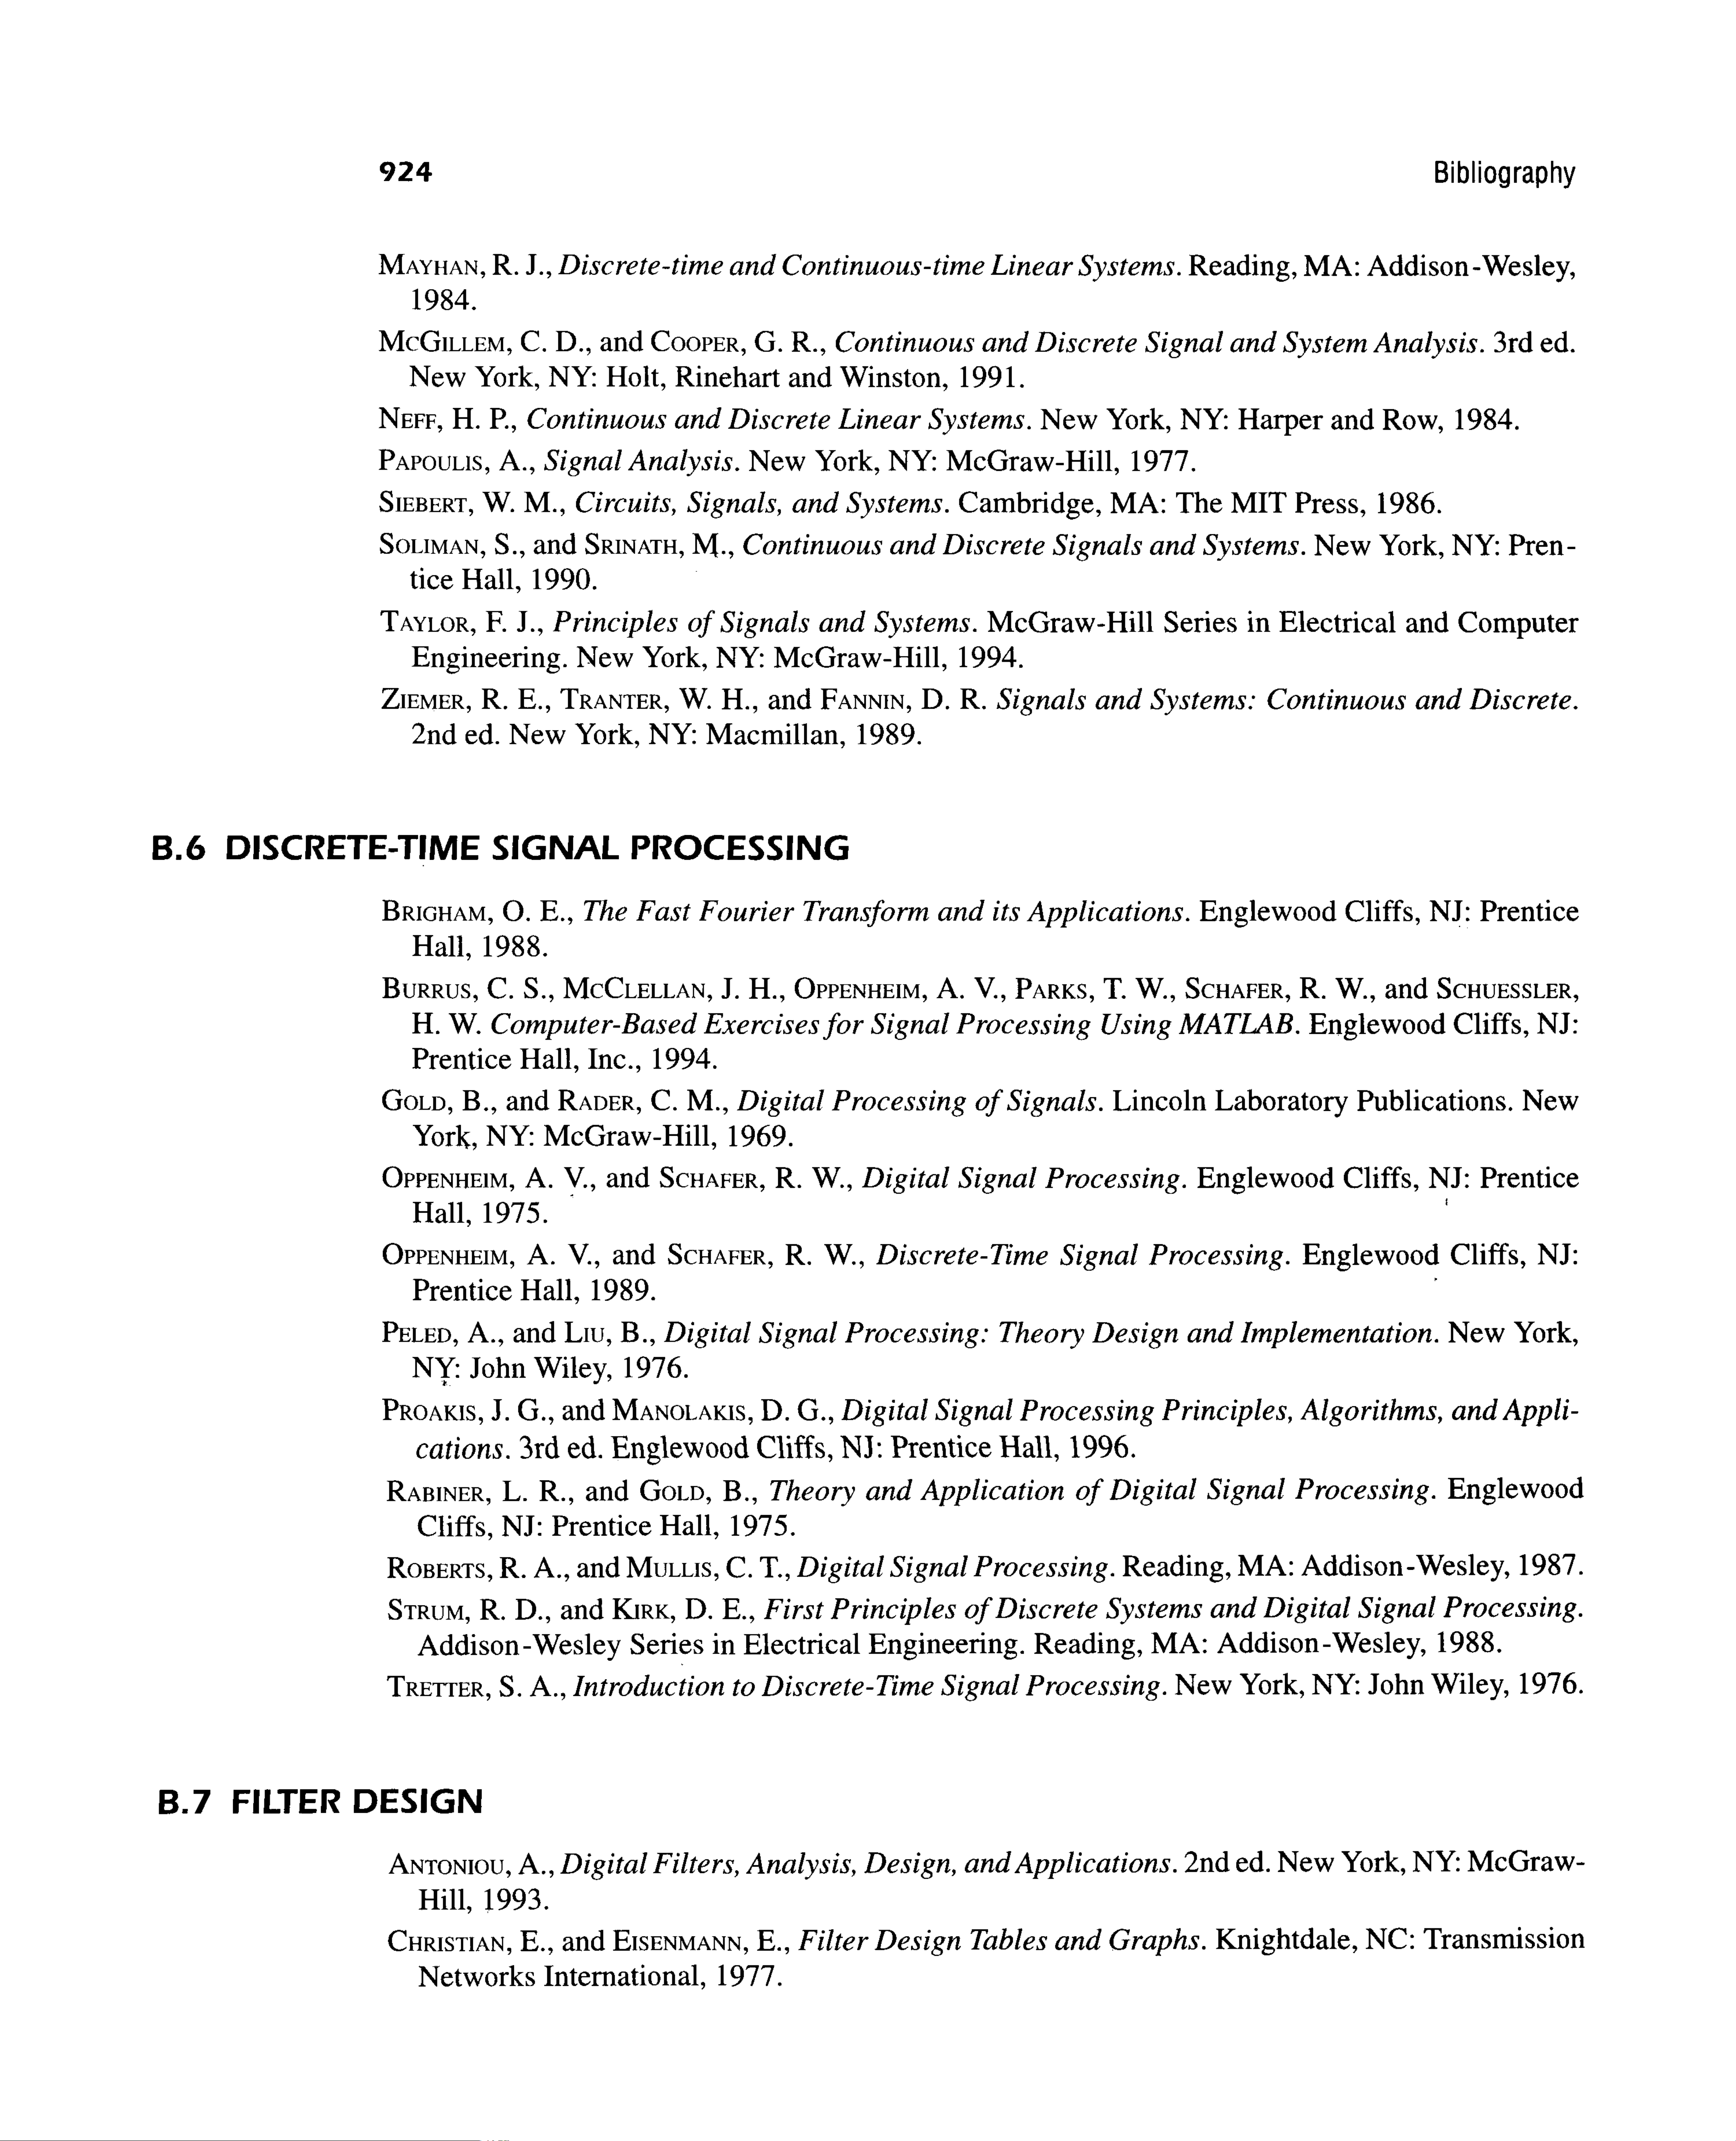 924 Bibliography
MAYHAN, R. J., Discrete-time and Continuous-time Linear Systems. Reading, MA: Addison-Wesley,
1984.
MCGILLEM, C. D., and COOPER, G. R., Continuous and Discrete Signal and System Analysis. 3rd ed.
New York, NY: Holt, Rinehart and Winston, 1991.
NEFF, H. P., Continuous and Discrete Linear Systems. New York, NY: Harper and Row, 1984.
PAPOULIS, A., Signal Analysis. New York, NY: McGraw-Hill, 1977.
SIEBERT, W. M., Circuits, Signals, and Systems. Cambridge, MA: The MIT Press, 1986.
SOLIMAN, S., and SRINATH, M., Continuous and Discrete Signals and Systems. New York, NY: Pren-
tice Hall, 1990.
TAYLOR, F. J., Principles of Signals and Systems. McGraw-Hill Series in Electrical and Computer
Engineering. New York, NY: McGraw-Hill, 1994.
ZIEMER, R. E., TRANTER, W. H., and FANNIN, D. R. Signals and Systems: Continuous and Discrete.
2nd ed. New York, NY: Macmillan, 1989.
B.6 DISCRETE-TIME SIGNAL PROCESSING
BRIGHAM, O. E., The Fast Fourier Transform and its Applications. Englewood Cliffs, NJ: Prentice
Hall, 1988.
BURRUS, C. S., MCCLELLAN, J. H., OPPENHEIM, A. V., PARKS, T. W., SCHAFER, R. W., and SCHUESSLER,
H. W. Computer-Based Exercises for Signal Processing Using MATLAB. Englewood Cliffs, NJ:
Prentice Hall, Inc., 1994.
GOLD, B., and RADER, C. M., Digital Processing of Signals. Lincoln Laboratory Publications. New
York, NY: McGraw-Hill, 1969.
OPPENHEIM, A. V., and SCHAFER, R. W., Digital Signal Processing. Englewood Cliffs, NJ: Prentice
Hall, 1975.
OPPENHEIM, A. V., and SCHAFER, R. W., Discrete-Time Signal Processing. Englewood Cliffs, NJ:
Prentice Hall, 1989.
PELED, A., and LIU, B., Digital Signal Processing: Theory Design and Implementation. New York,
NY: John Wiley, 1976.
PROAKIS, J. G., and MANOLAKIS, D. G., Digital Signal Processing Principles, Algorithms, and Appli-
cations. 3rd ed. Englewood Cliffs, NJ: Prentice Hall, 1996.
RABINER, L. R., and GOLD, B., Theory and Application of Digital Signal Processing. Englewood
Cliffs, NJ: Prentice Hall, 1975.
ROBERTS, R. A., and MULLIS, C. T., Digital Signal Processing. Reading, MA: Addison-Wesley, 1987.
STRUM, R. D., and KIRK, D. E., First Principles of Discrete Systems and Digital Signal Processing.
Addison-Wesley Series in Electrical Engineering. Reading, MA: Addison-Wesley, 1988.
TRETTER, S. A., Introduction to Discrete-Time Signal Processing. New York, NY: John Wiley, 1976.
B.7 FILTER DESIGN
ANTONIOU, A., Digital Filters, Analysis, Design, and Applications. 2nd ed. New York, NY: McGraw-
Hill, 1993.
CHRISTIAN, E., and EISENMANN, E., Filter Design Tables and Graphs. Knightdale, NC: Transmission
Networks International, 1977.